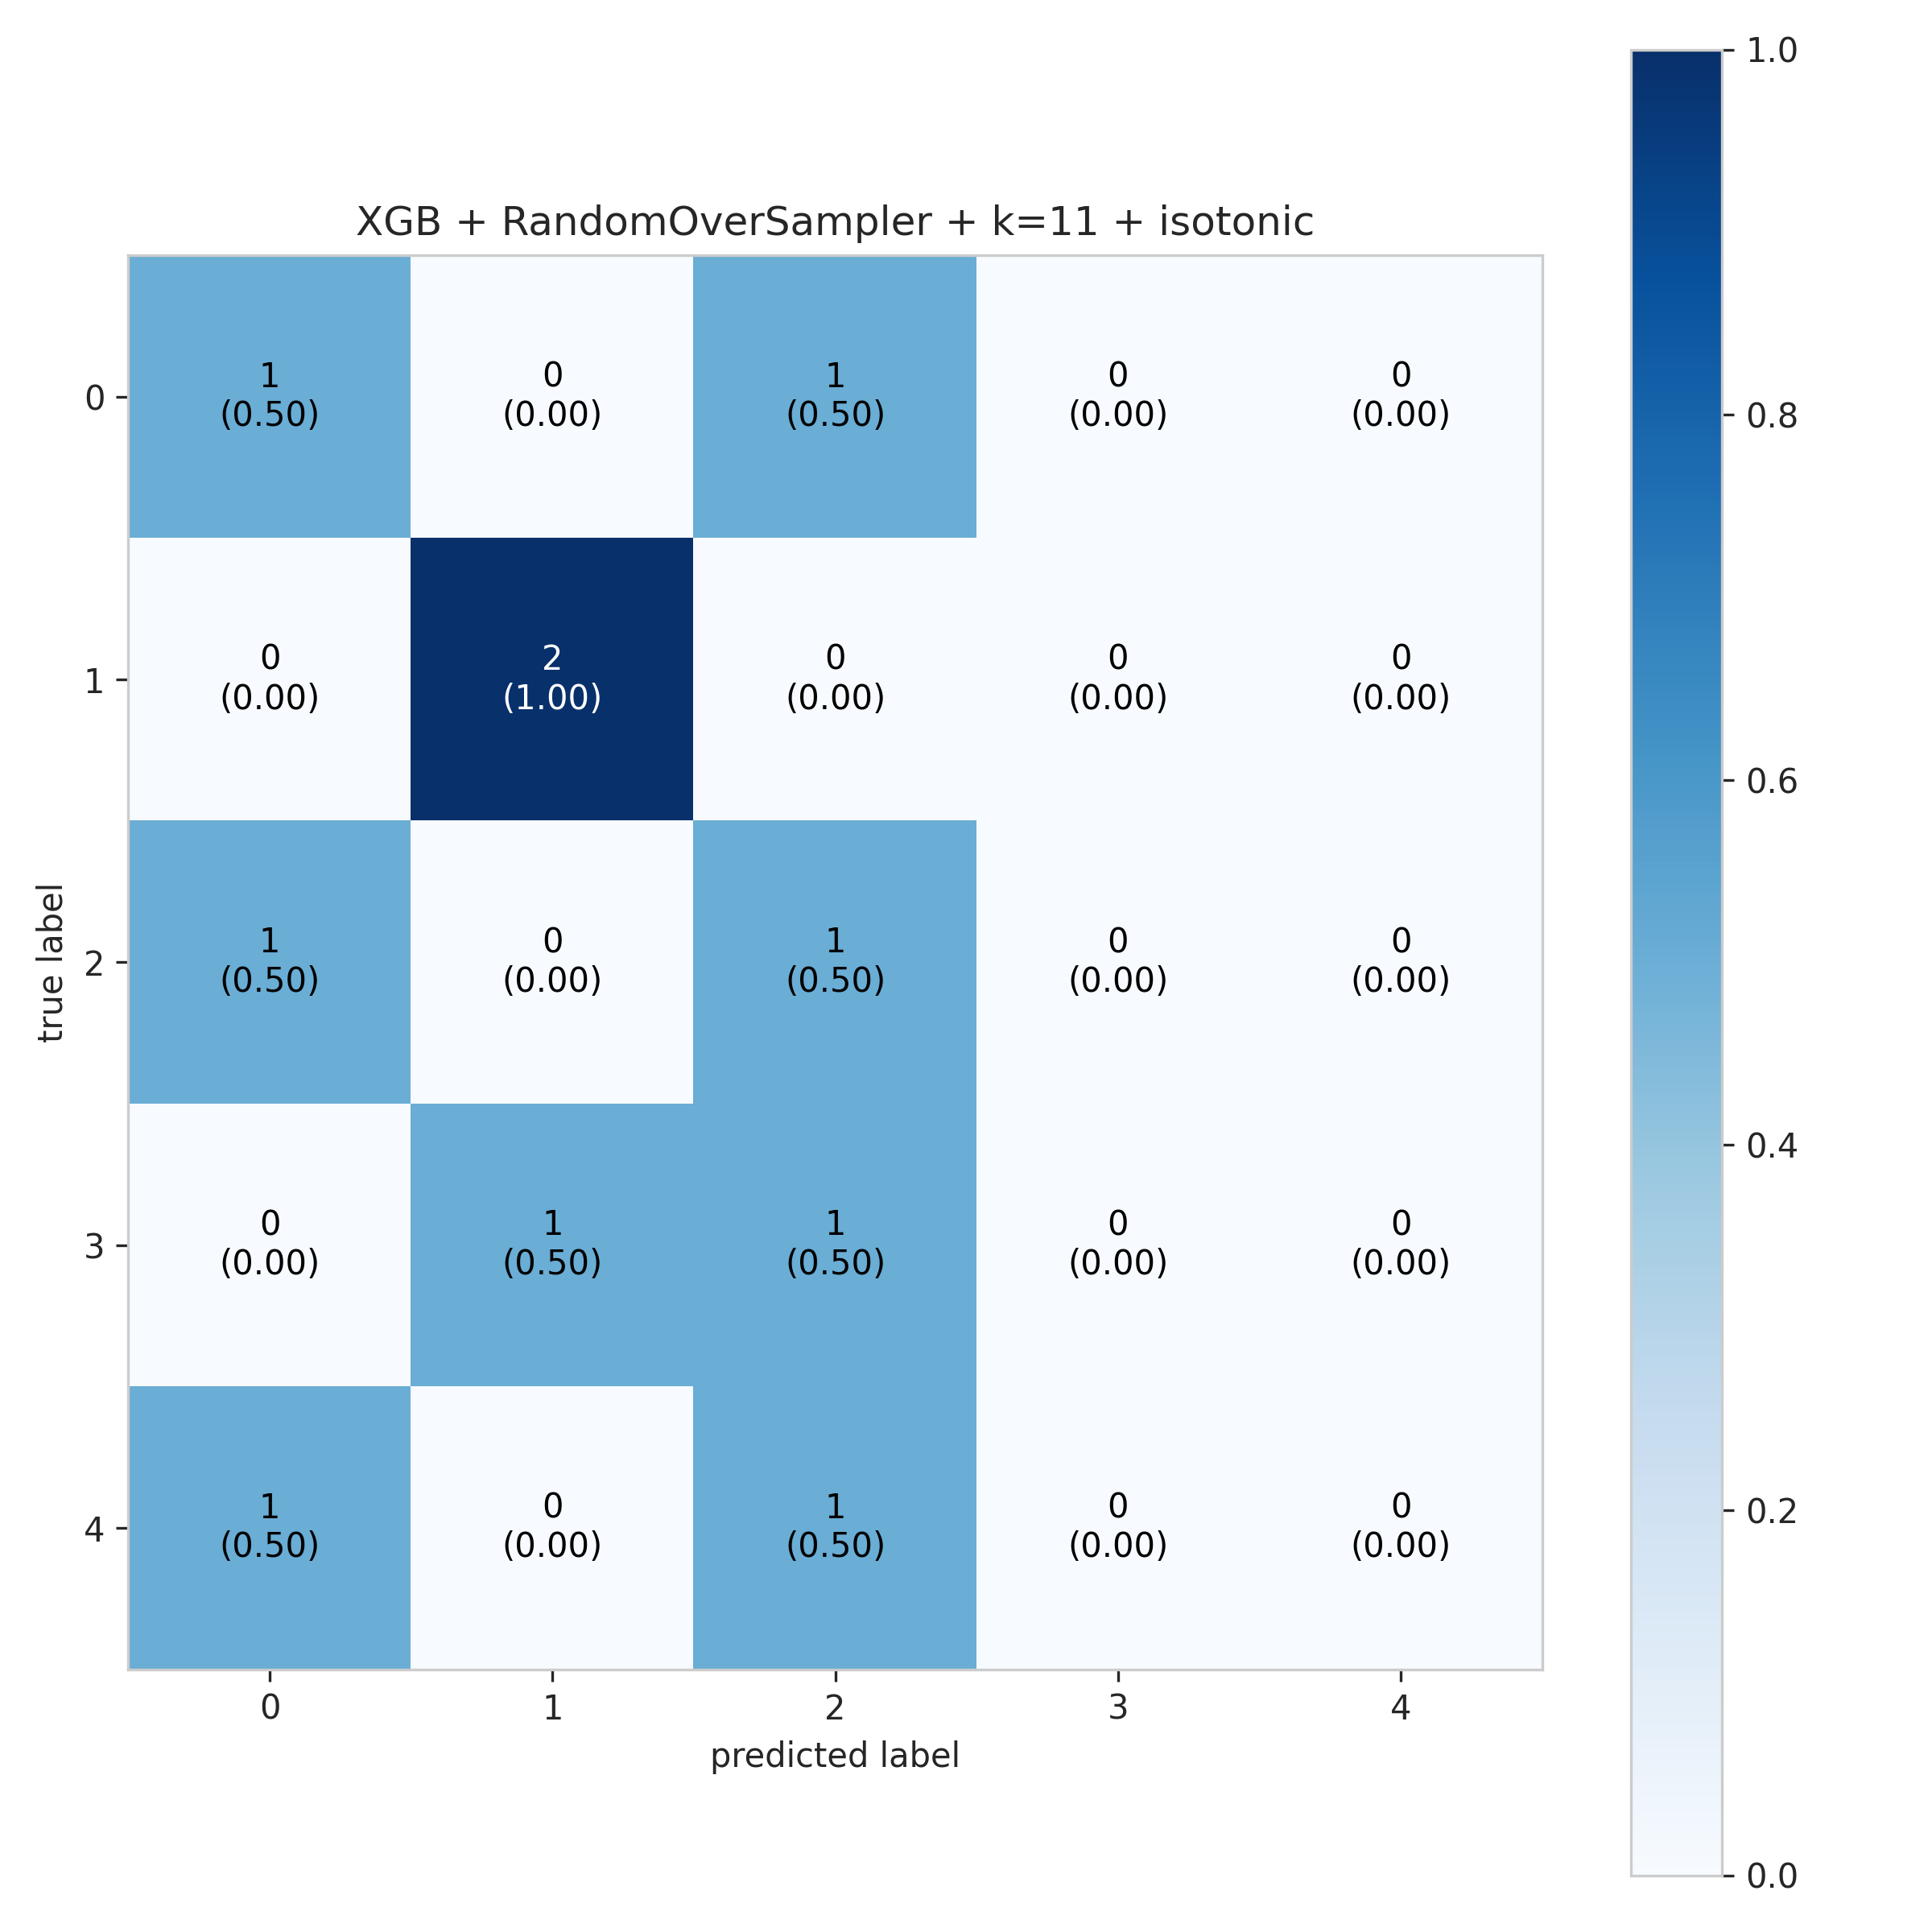 XGB + RandomOverSampler + k=11 + isotonic
1.0
0.8
0.6
0.4
0.2
0.0
true label
0
1
2
3
4
1 0 1 0 0
(0.50) (0.00) (0.50) (0.00) (0.00)
0 2 0 0 0
(0.00) (1.00) (0.00) (0.00) (0.00)
1 0 1 0 0
(0.50) (0.00) (0.50) (0.00) (0.00)
0 1 1 0 0
(0.00) (0.50) (0.50) (0.00) (0.00)
1 0 1 0 0
(0.50) (0.00) (0.50) (0.00) (0.00)
0 1 2 3 4
predicted label